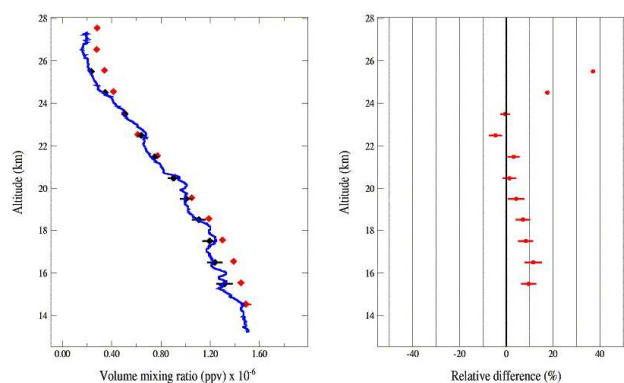 28
26
24
22
20
18
16
14
Altitude (km)
0.00 0.40 0.80 1.20 1.60
Volume mixing ratio (ppv) x 10-6
28
26
24
22
20
18
16
14
Altitude (km)
-40 -20 0 20 40
Relative difference (%)